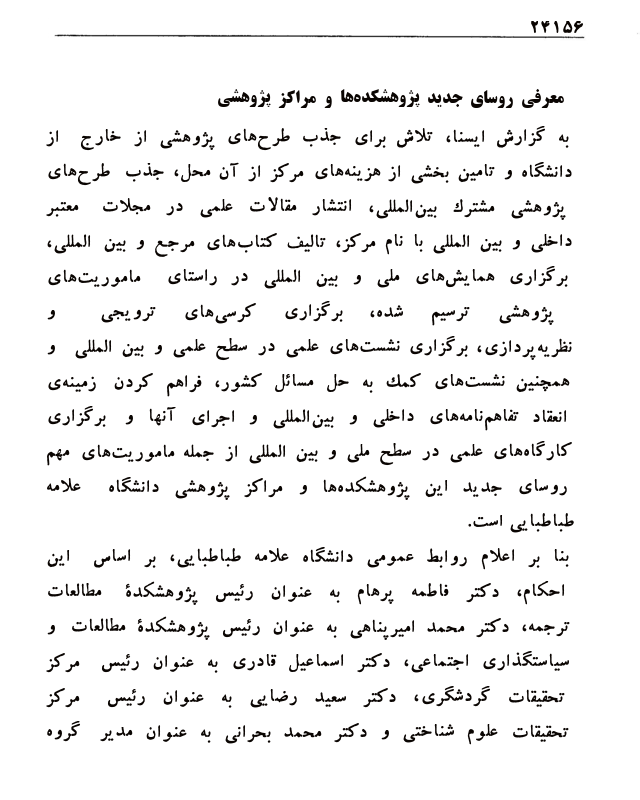 ۲۴۱۵۶
معرفی روسای جدید پژوهشکده‌ها و مراکز پژوهشی
به گزارش ایسنا، تلاش برای جذب طرح‌های پژوهشی از خارج از
دانشگاه و تامین بخشی از هزینه‌های مرکز از آن محل، جذب طرح‌های
پژوهشی مشترك بین‌المللی، انتشار مقالات علمی در مجلات معتبر
داخلی و بین المللی با نام مرکز، تالیف کتاب‌های مرجع و بین المللی،
برگزاری همایش‌های ملی و بین المللی در راستای ماموریت‌های
پژوهشی ترسیم شده، برگزاری کرسی‌های ترویجی و
نظریه‌پردازی، برگزاری نشست‌های علمی در سطح علمی و بین المللی و
همچنین نشست‌های كمك به حل مسائل کشور، فراهم کردن زمینه‌ی
انعقاد تفاهم‌نامه‌های داخلی و بین‌المللی و اجرای آنها و برگزاری
کارگاه‌های علمی در سطح ملی و بین المللی از جمله ماموریت‌های مهم
روسای جدید این پژوهشکده‌ها و مراکز پژوهشی دانشگاه علامه
طباطبایی است.
بنا بر اعلام روابط عمومی دانشگاه علامه طباطبایی، بر اساس این
احکام، دکتر فاطمه پرهام به عنوان رئیس پژوهشکدهٔ مطالعات
ترجمه، دکتر محمد امیرپناهی به عنوان رئیس پژوهشکدهٔ مطالعات و
سیاستگذاری اجتماعی، دکتر اسماعیل قادری به عنوان رئیس مرکز
تحقیقات گردشگری، دکتر سعید رضایی به عنوان رئیس مرکز
تحقیقات علوم شناختی و دکتر محمد بحرانی به عنوان مدیر گروه